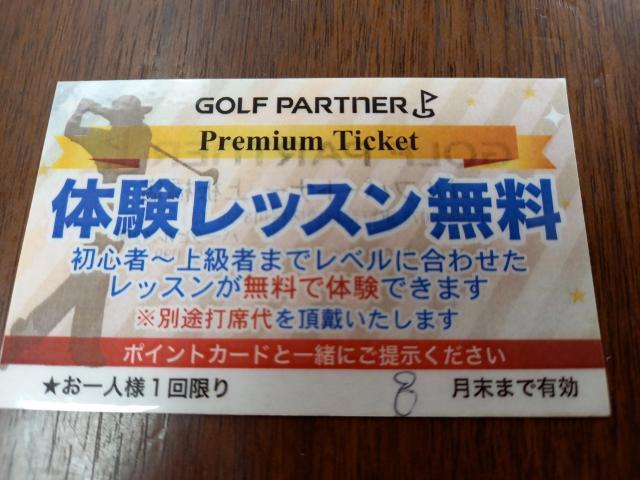 GOLF PARTNER
Premium Ticket
体験レッスン無料
初心者～上級者までレベルに合わせた
レッスンが無料で体験できます
※別途打席代を頂戴いたします
ポイントカードと一緒にご提示ください
★お一人様1回限り 8 月末まで有効